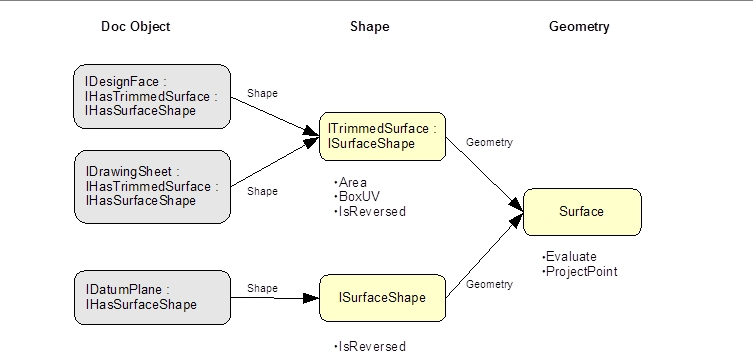 Doc Object
Shape
Geometry
IDesignFace :
IHasTrimmedSurface :
IHasSurfaceShape
Shape
ITrimmedSurface :
ISurfaceShape
Geometry
IDrawingSheet :
IHasTrimmedSurface :
IHasSurfaceShape
Shape
•Area
•BoxUV
•IsReversed
Surface
•Evaluate
•ProjectPoint
IDatumPlane :
IHasSurfaceShape
Shape
ISurfaceShape
Geometry
•IsReversed